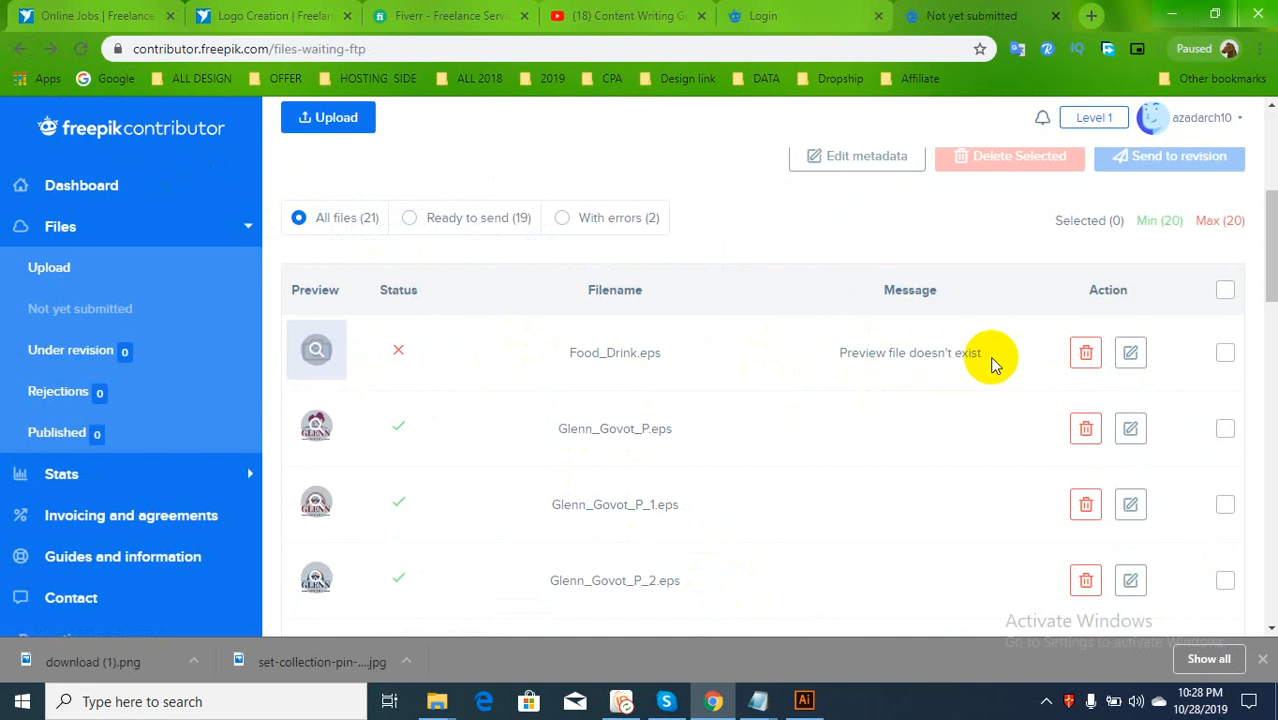 Online Jobs | Freelance
Logo Creation | Freelan
Fiverr - Freelance Servi
(18) Content Writing G
Login
Not yet submitted
contributor.freepik.com/files-waiting-ftp
Paused
Apps
Google
ALL DESIGN
OFFER
HOSTING SIDE
ALL 2018
2019
CPA
Design link
DATA
Dropship
Affiliate
Other bookmarks
freepikcontributor
Upload
Level 1
azadarch10
Edit metadata
Delete Selected
Send to revision
Dashboard
Files
Upload
Not yet submitted
Under revision 0
Rejections 0
Published 0
Stats
Invoicing and agreements
Guides and information
Contact
All files (21)
Ready to send (19)
With errors (2)
Selected (0) Min (20) Max (20)
Preview Status Filename Message Action
Food_Drink.eps Preview file doesn't exist
Glenn_Govot_P.eps
Glenn_Govot_P_1.eps
Glenn_Govot_P_2.eps
Activate Windows
Go to Settings to activate Windows.
download (1).png
set-collection-pin-....jpg
Show all
Type here to search
10:28 PM
10/28/2019